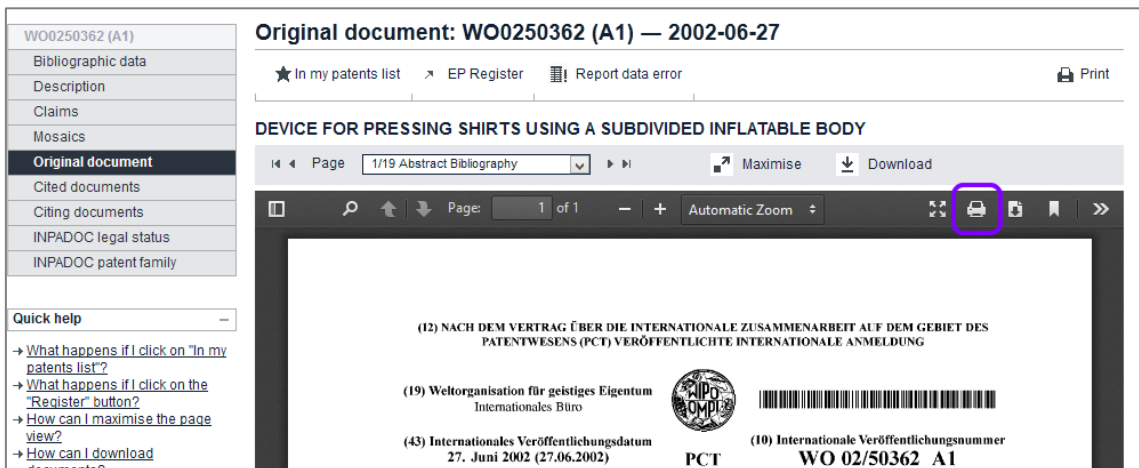 WO0250362 (A1)
Bibliographic data
Description
Claims
Mosaics
Original document
Cited documents
Citing documents
INPADOC legal status
INPADOC patent family
Quick help
–
→ What happens if I click on "In my
patents list"?
→ What happens if I click on the
"Register" button?
→ How can I maximise the page
view?
→ How can I download
documents?
Original document: WO0250362 (A1) — 2002-06-27
In my patents list EP Register Report data error Print
DEVICE FOR PRESSING SHIRTS USING A SUBDIVIDED INFLATABLE BODY
Page 1/19 Abstract Bibliography Maximise Download
Page: 1 of 1 − + Automatic Zoom
(12) NACH DEM VERTRAG ÜBER DIE INTERNATIONALE ZUSAMMENARBEIT AUF DEM GEBIET DES
PATENTWESENS (PCT) VERÖFFENTLICHTE INTERNATIONALE ANMELDUNG
(19) Weltorganisation für geistiges Eigentum
Internationales Büro
WIPO
OMPI
(43) Internationales Veröffentlichungsdatum
27. Juni 2002 (27.06.2002)
PCT
(10) Internationale Veröffentlichungsnummer
WO 02/50362 A1